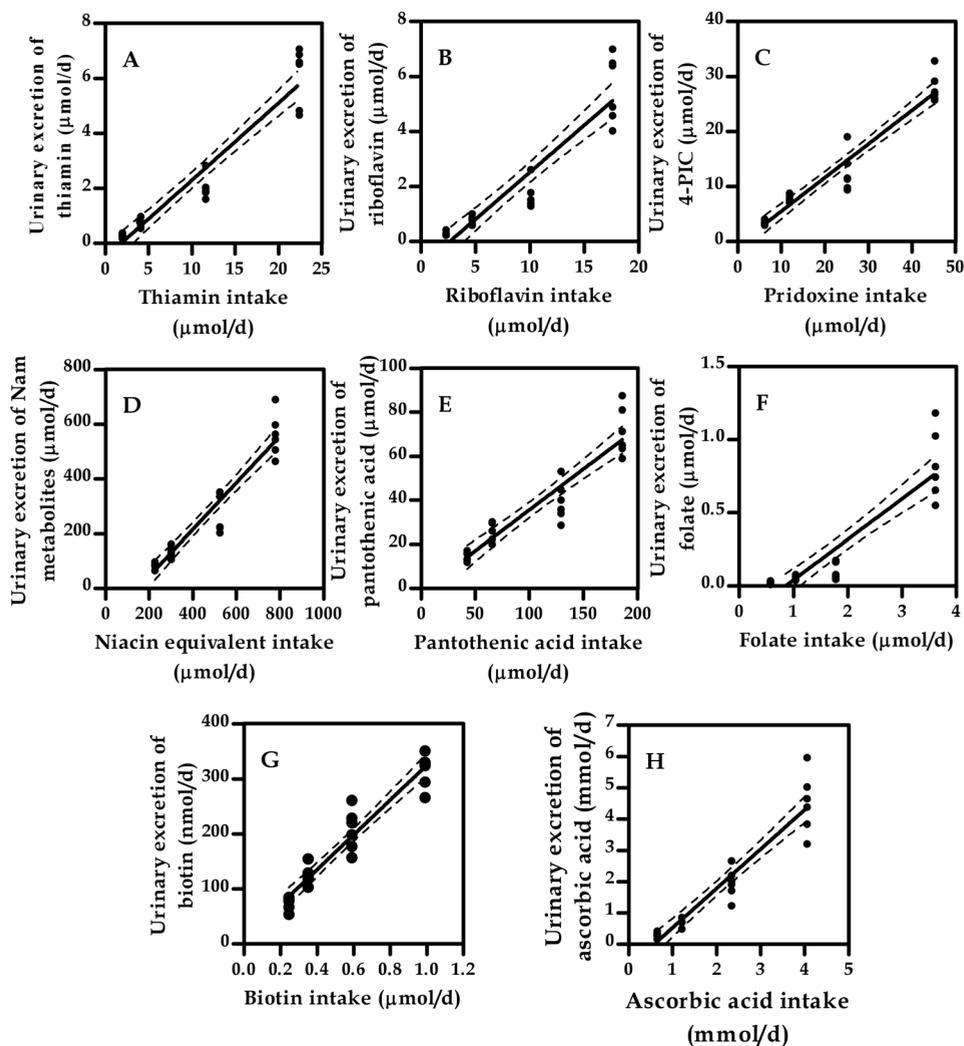 A
Urinary excretion of
thiamin (µmol/d)
8
6
4
2
0
0 5 10 15 20 25
Thiamin intake
(µmol/d)
B
Urinary excretion of
riboflavin (µmol/d)
8
6
4
2
0
0 5 10 15 20
Riboflavin intake
(µmol/d)
C
Urinary excretion of
4-PIC (µmol/d)
40
30
20
10
0
0 10 20 30 40 50
Pridoxine intake
(µmol/d)
D
Urinary excretion of Nam
metabolites (µmol/d)
800
600
400
200
0
0 200 400 600 800 1000
Niacin equivalent intake
(µmol/d)
E
Urinary excretion of
pantothenic acid (µmol/d)
100
80
60
40
20
0
0 50 100 150 200
Pantothenic acid intake
(µmol/d)
F
Urinary excretion of
folate (µmol/d)
1.5
1.0
0.5
0.0
0 1 2 3 4
Folate intake (µmol/d)
G
Urinary excretion of
biotin (nmol/d)
400
300
200
100
0
0.0 0.2 0.4 0.6 0.8 1.0 1.2
Biotin intake (µmol/d)
H
Urinary excretion of
ascorbic acid (mmol/d)
7
6
5
4
3
2
1
0
0 1 2 3 4 5
Ascorbic acid intake
(mmol/d)